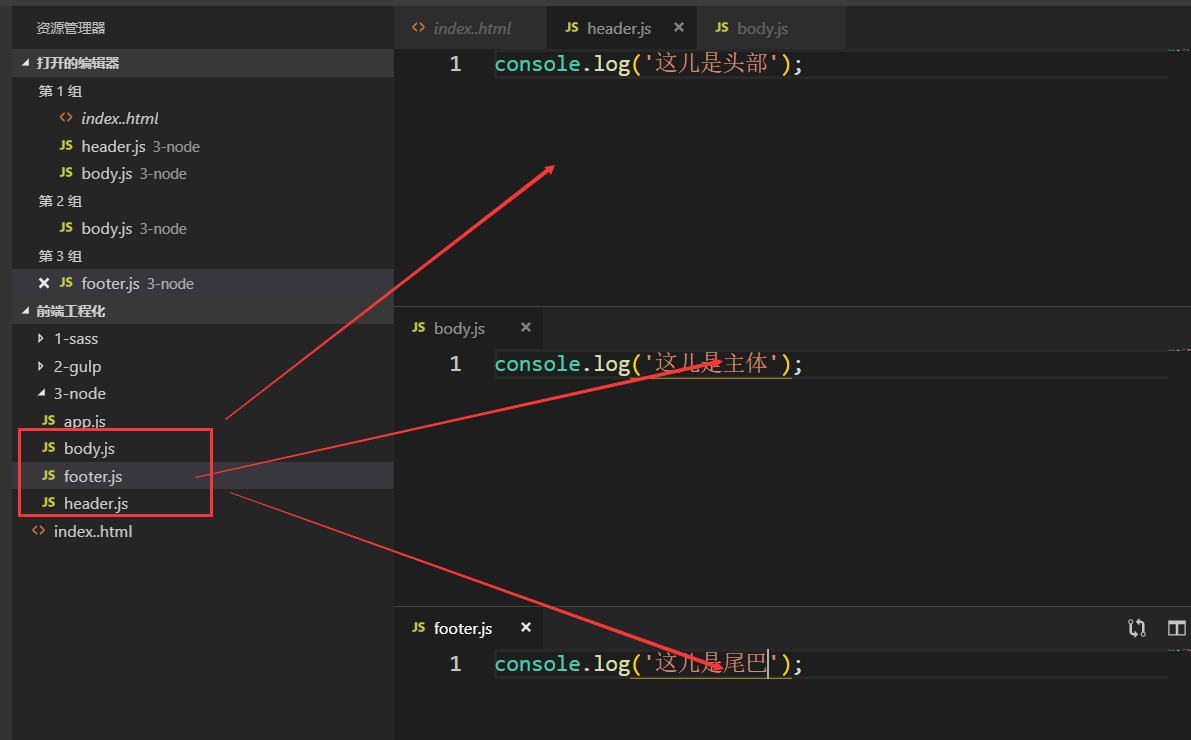 资源管理器
打开的编辑器
第 1 组
<> index..html
JS header.js 3-node
JS body.js 3-node
第 2 组
JS body.js 3-node
第 3 组
JS footer.js 3-node
前端工程化
1-sass
2-gulp
3-node
JS app.js
JS body.js
JS footer.js
JS header.js
<> index..html
<> index..html JS header.js JS body.js
1 console.log('这儿是头部');
JS body.js
1 console.log('这儿是主体');
JS footer.js
1 console.log('这儿是尾巴');